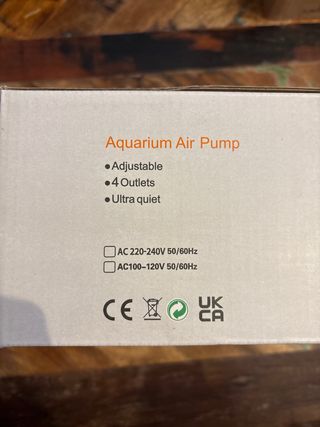 Aquarium Air Pump
•Adjustable
•4 Outlets
•Ultra quiet
AC 220-240V 50/60Hz
AC100-120V 50/60Hz
CE UK
CA